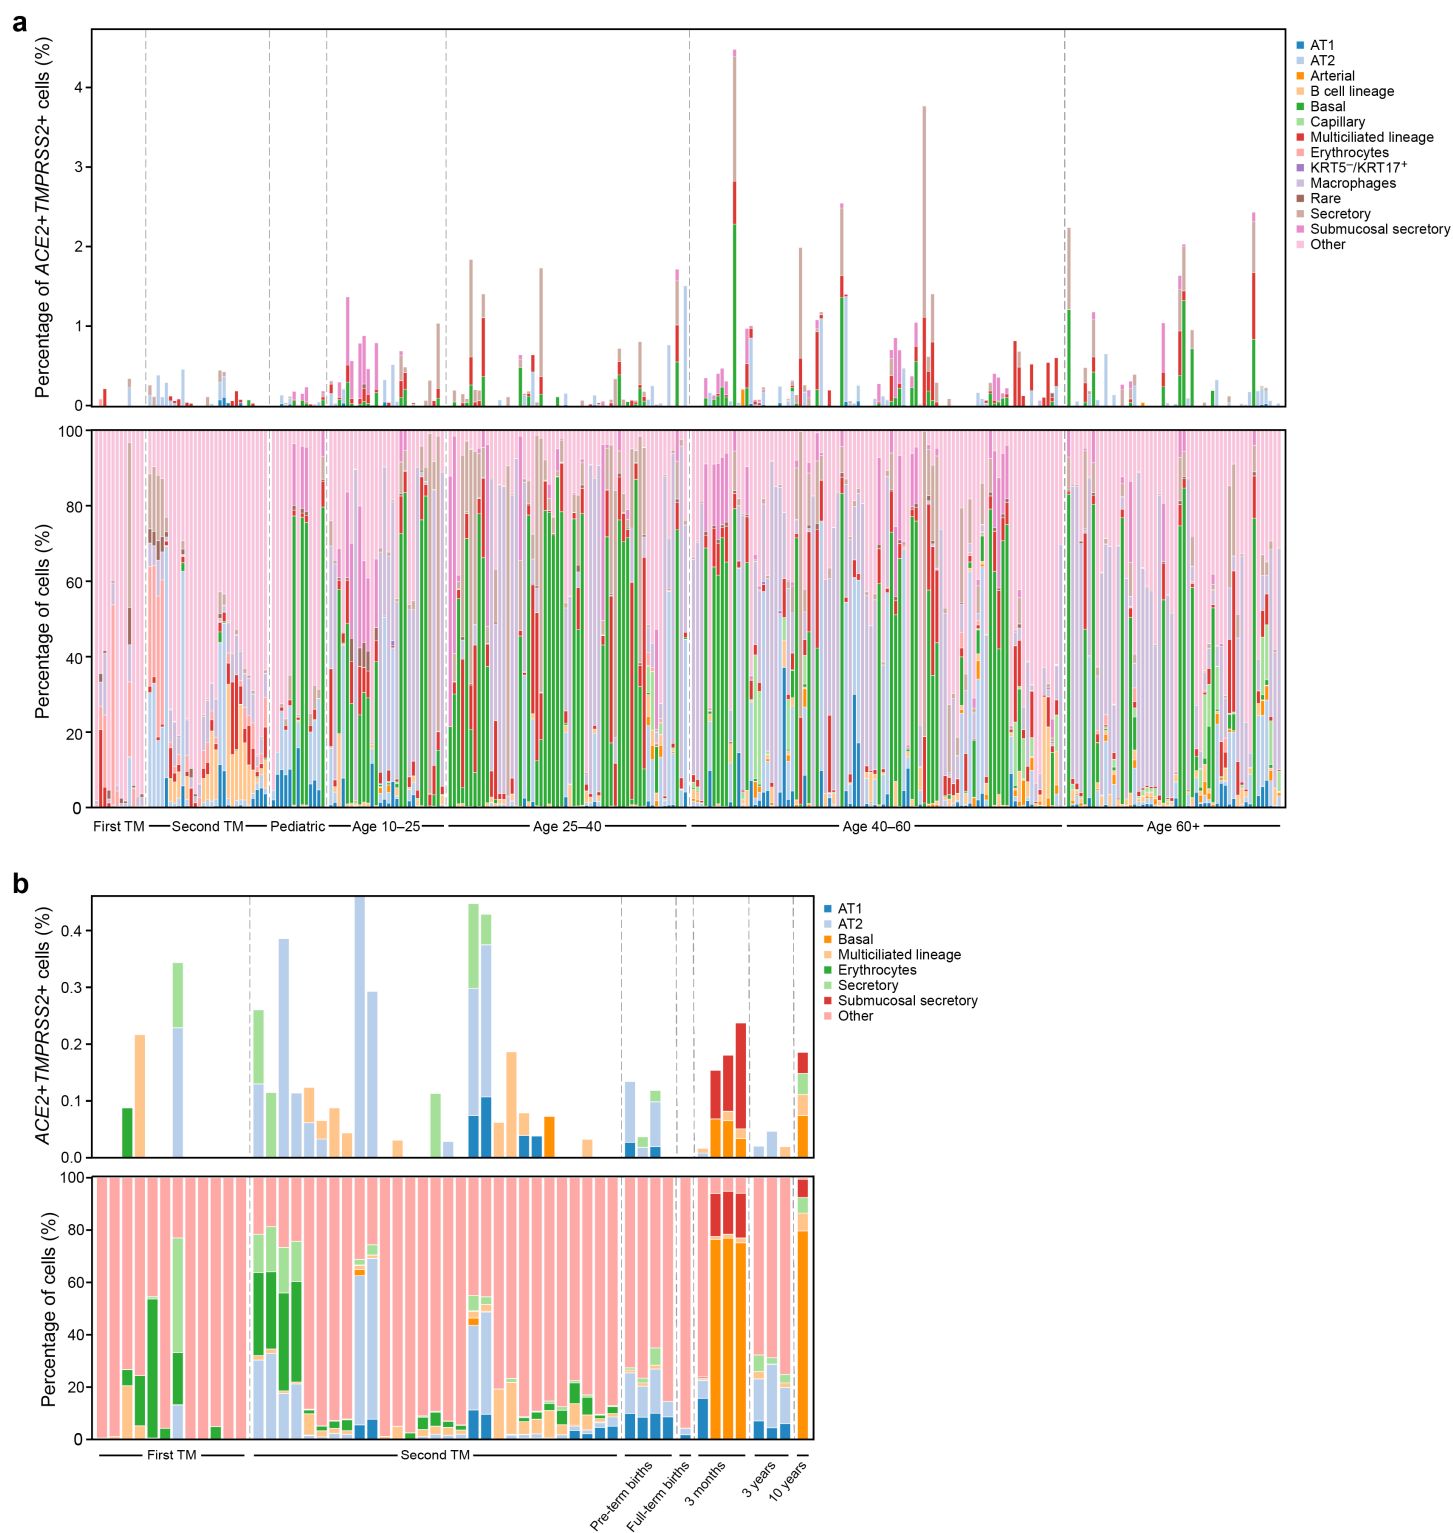 a
Percentage of ACE2+TMPRSS2+ cells (%)
4
3
2
1
0
AT1
AT2
Arterial
B cell lineage
Basal
Capillary
Multiciliated lineage
Erythrocytes
KRT5–/KRT17+
Macrophages
Rare
Secretory
Submucosal secretory
Other
Percentage of cells (%)
100
80
60
40
20
0
First TM
Second TM
Pediatric
Age 10–25
Age 25–40
Age 40–60
Age 60+
b
ACE2+TMPRSS2+ cells (%)
0.4
0.3
0.2
0.1
0.0
AT1
AT2
Basal
Multiciliated lineage
Erythrocytes
Secretory
Submucosal secretory
Other
Percentage of cells (%)
100
80
60
40
20
0
First TM
Second TM
Pre-term births
Full-term births
3 months
3 years
10 years